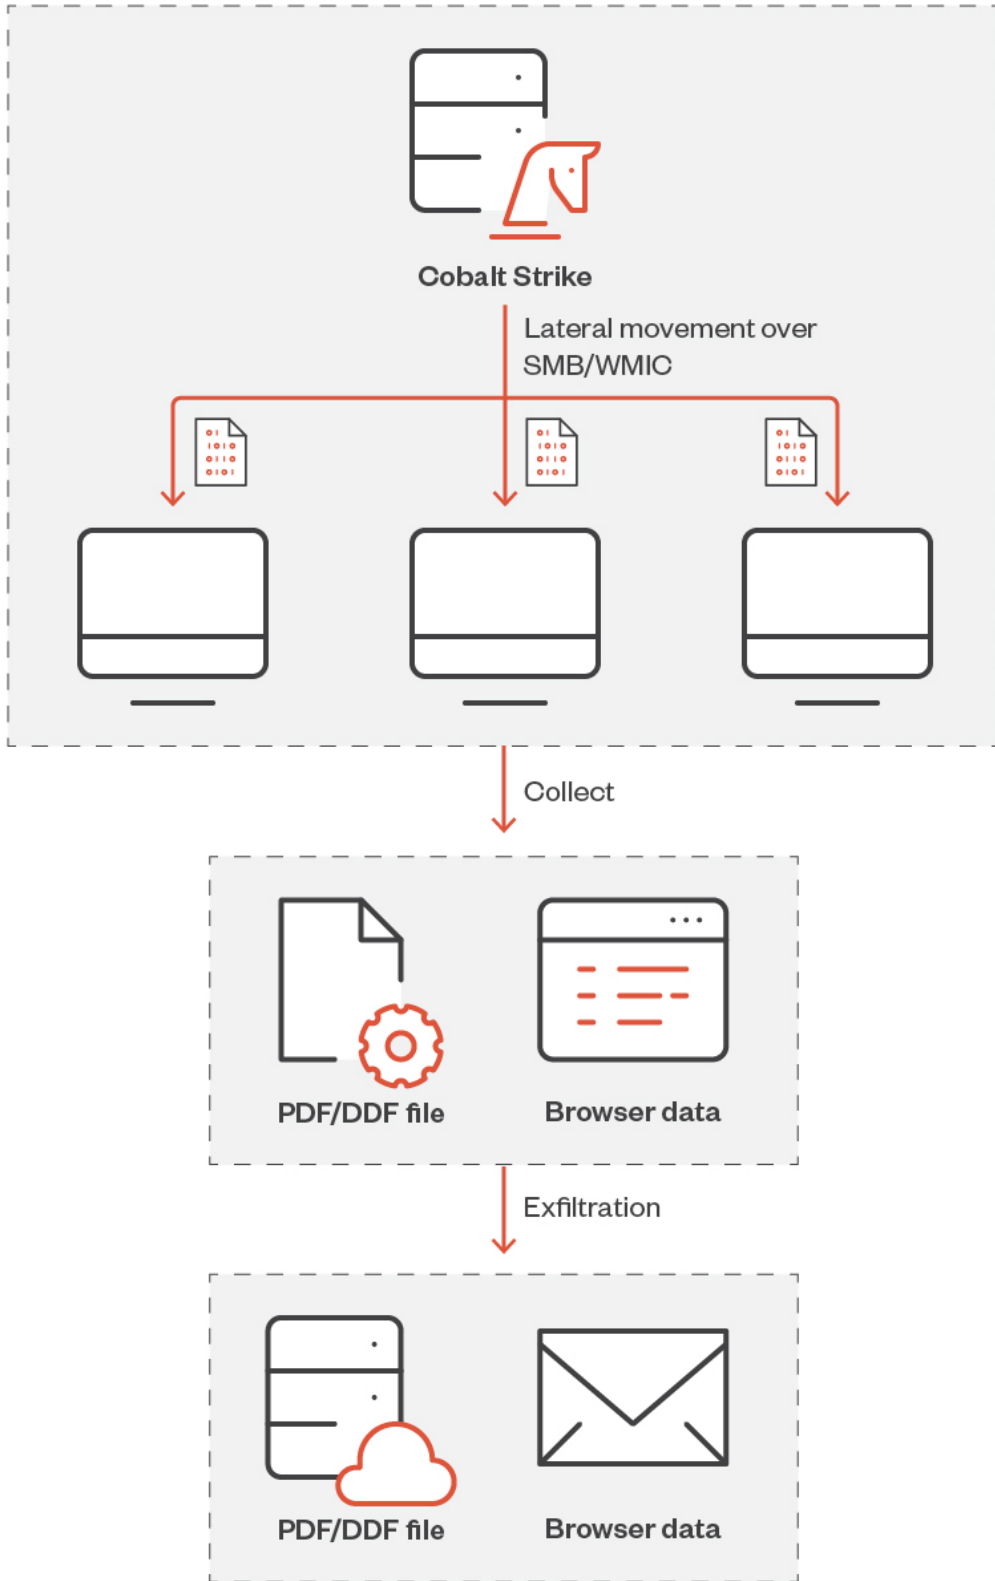 Cobalt Strike
Lateral movement over
SMB/WMIC
Collect
PDF/DDF file
Browser data
Exfiltration
PDF/DDF file
Browser data